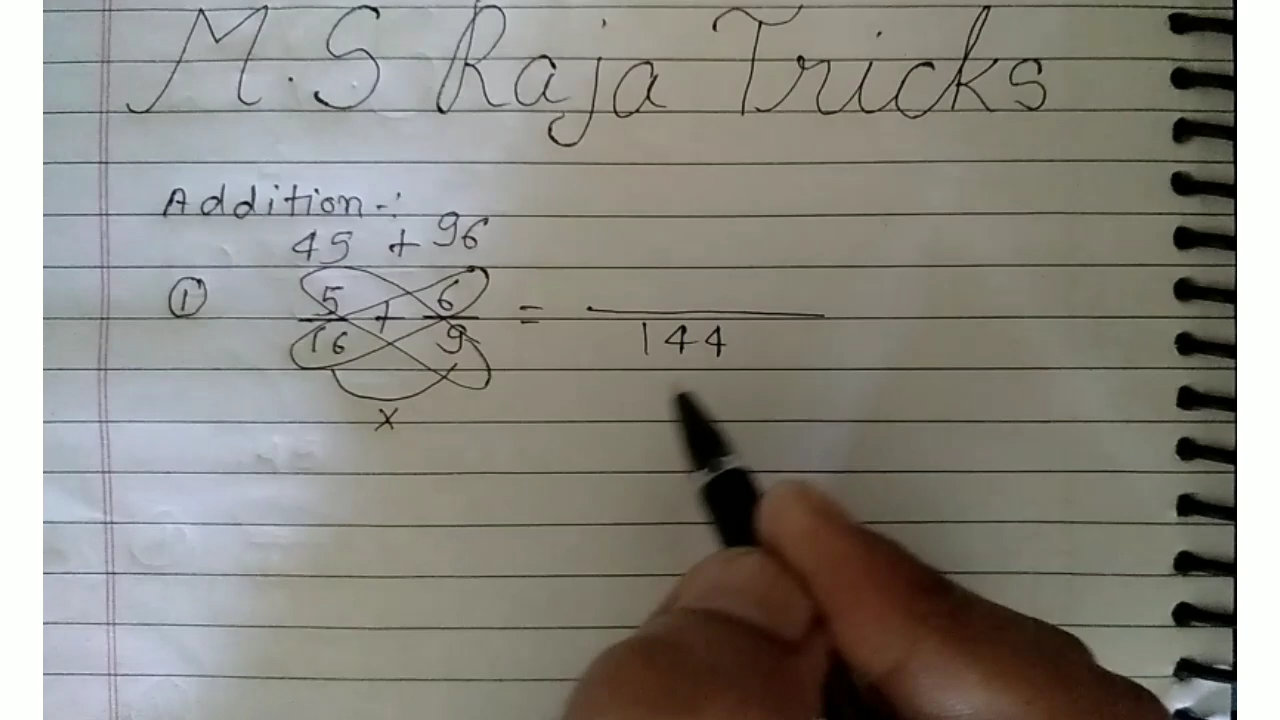 M.S Raja Tricks
Addition -:
45 + 96
① 5/16 + 6/9 = /144
x